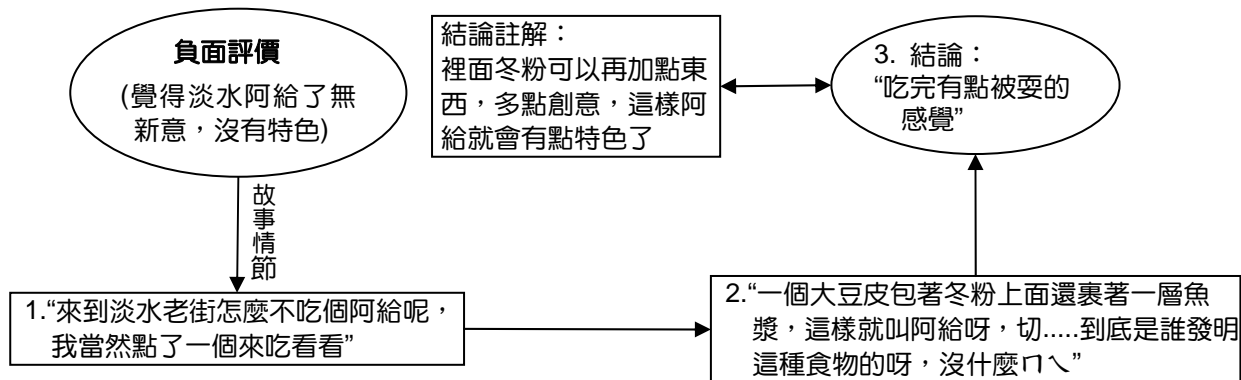 負面評價
(覺得淡水阿給了無
新意，沒有特色)
結論註解：
裡面冬粉可以再加點東
西，多點創意，這樣阿
給就會有点特色了
3. 結論：
“吃完有點被耍的
感覺”
故事情節
1.“來到淡水老街怎麼不吃個阿給呢，
我當然點了一個來吃看看”
2.“一個大豆皮包著冬粉上面還裹著一層魚
漿，這樣就叫阿給呀，切.....到底是誰發明
這種食物的呀，沒什麼ㄇㄟ”